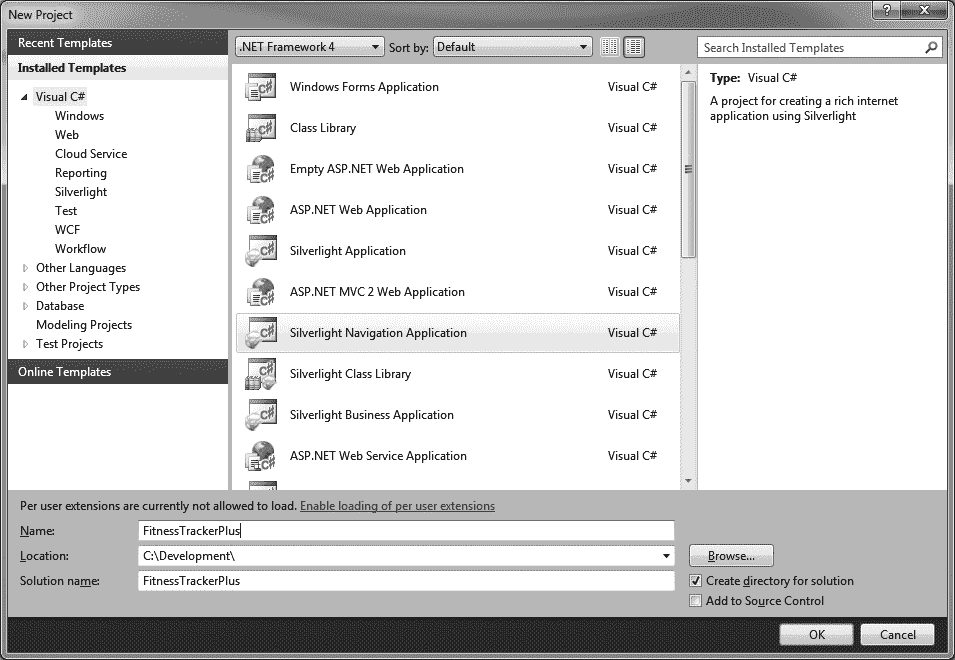 New Project
Recent Templates
Installed Templates
Visual C#
Windows
Web
Cloud Service
Reporting
Silverlight
Test
WCF
Workflow
Other Languages
Other Project Types
Database
Modeling Projects
Test Projects
Online Templates
.NET Framework 4
Sort by: Default
Search Installed Templates
Windows Forms Application Visual C#
Class Library Visual C#
Empty ASP.NET Web Application Visual C#
ASP.NET Web Application Visual C#
Silverlight Application Visual C#
ASP.NET MVC 2 Web Application Visual C#
Silverlight Navigation Application Visual C#
Silverlight Class Library Visual C#
Silverlight Business Application Visual C#
ASP.NET Web Service Application Visual C#
Type: Visual C#
A project for creating a rich internet
application using Silverlight
Per user extensions are currently not allowed to load. Enable loading of per user extensions
Name: FitnessTrackerPlus
Location: C:\Development\
Browse...
Solution name: FitnessTrackerPlus
Create directory for solution
Add to Source Control
OK
Cancel